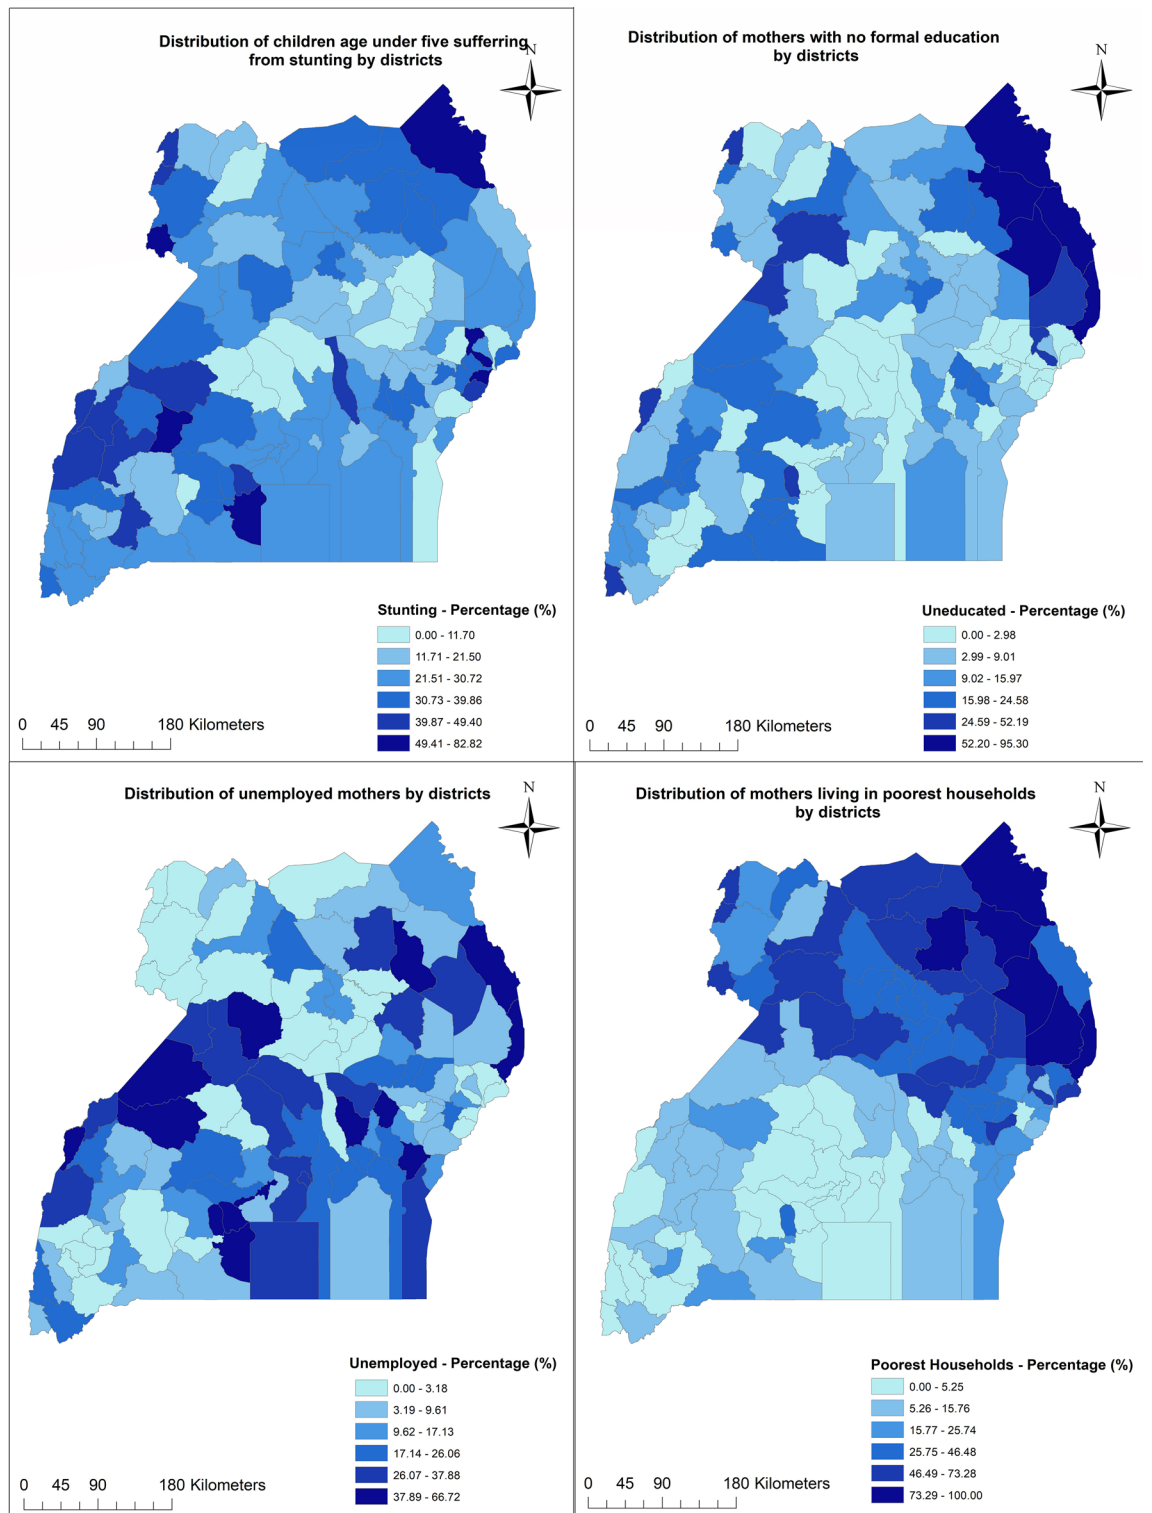 Distribution of children age under five sufferring
from stunting by districts
N
Stunting - Percentage (%)
0.00 - 11.70
11.71 - 21.50
21.51 - 30.72
30.73 - 39.86
39.87 - 49.40
49.41 - 82.82
0 45 90 180 Kilometers
Distribution of mothers with no formal education
by districts
N
Uneducated - Percentage (%)
0.00 - 2.98
2.99 - 9.01
9.02 - 15.97
15.98 - 24.58
24.59 - 52.19
52.20 - 95.30
0 45 90 180 Kilometers
Distribution of unemployed mothers by districts
N
Unemployed - Percentage (%)
0.00 - 3.18
3.19 - 9.61
9.62 - 17.13
17.14 - 26.06
26.07 - 37.88
37.89 - 66.72
0 45 90 180 Kilometers
Distribution of mothers living in poorest households
by districts
N
Poorest Households - Percentage (%)
0.00 - 5.25
5.26 - 15.76
15.77 - 25.74
25.75 - 46.48
46.49 - 73.28
73.29 - 100.00
0 45 90 180 Kilometers